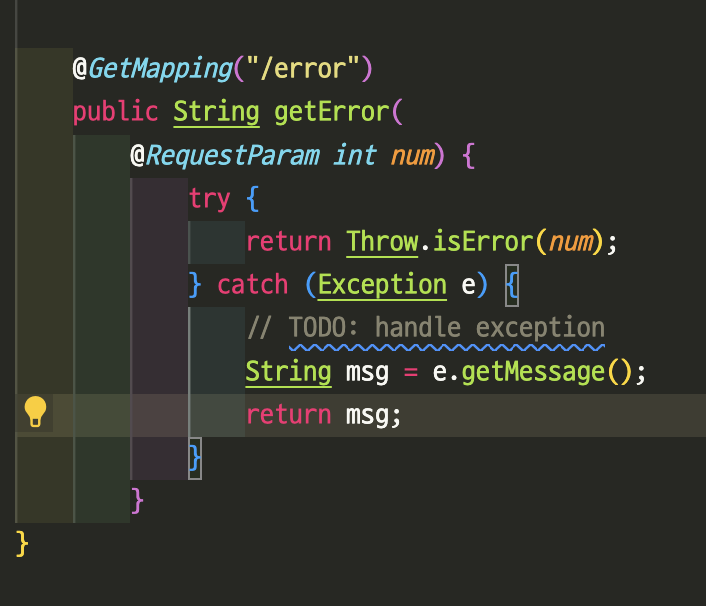 @GetMapping("/error")
public String getError(
@RequestParam int num) {
try {
return Throw.isError(num);
} catch (Exception e) {
// TODO: handle exception
String msg = e.getMessage();
return msg;
}
}
}